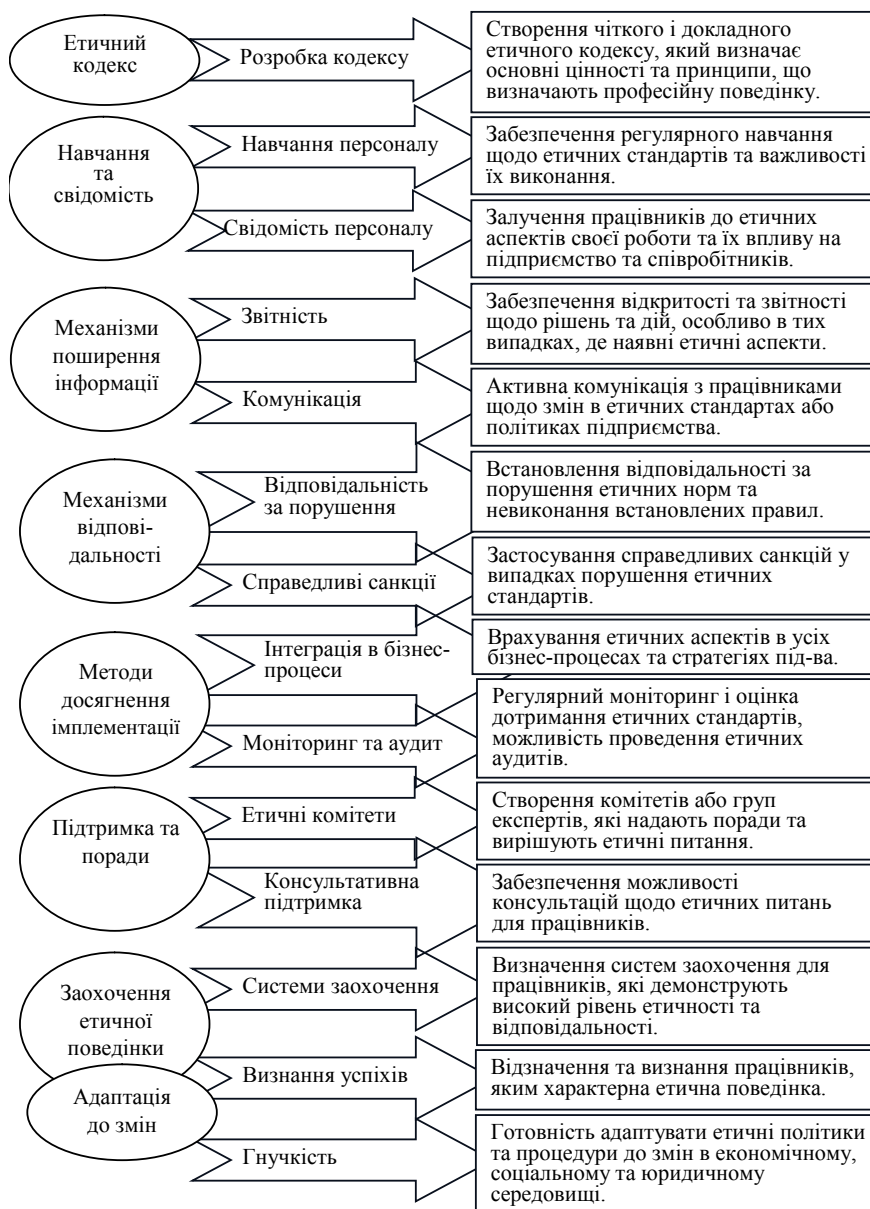 Етичний
кодекс
Розробка кодексу
Створення чіткого і докладного
етичного кодексу, який визначає
основні цінності та принципи, що
визначають професійну поведінку.
Навчання
та
свідомість
Навчання персоналу
Забезпечення регулярного навчання
щодо етичних стандартів та важливості
їх виконання.
Свідомість персоналу
Залучення працівників до етичних
аспектів своєї роботи та їх впливу на
підприємство та співробітників.
Механізми
поширення
інформації
Звітність
Забезпечення відкритості та звітності
щодо рішень та дій, особливо в тих
випадках, де наявні етичні аспекти.
Комунікація
Активна комунікація з працівниками
щодо змін в етичних стандартах або
політиках підприємства.
Механізми
відпові-
дальності
Відповідальність
за порушення
Встановлення відповідальності за
порушення етичних норм та
невиконання встановлених правил.
Справедливі санкції
Застосування справедливих санкцій у
випадках порушення етичних
стандартів.
Методи
досягнення
імплементації
Інтеграція в бізнес-
процеси
Врахування етичних аспектів в усіх
бізнес-процесах та стратегіях під-ва.
Моніторинг та аудит
Регулярний моніторинг і оцінка
дотримання етичних стандартів,
можливість проведення етичних
аудитів.
Підтримка та
поради
Етичні комітети
Створення комітетів або груп
експертів, які надають поради та
вирішують етичні питання.
Консультативна
підтримка
Забезпечення можливості
консультацій щодо етичних питань
для працівників.
Заохочення
етичної
поведінки
Системи заохочення
Визначення систем заохочення для
працівників, які демонструють
високий рівень етичності та
відповідальності.
Визнання успіхів
Відзначення та визнання працівників,
яким характерна етична поведінка.
Адаптація
до змін
Гнучкість
Готовність адаптувати етичні політики
та процедури до змін в економічному,
соціальному та юридичному
середовищі.